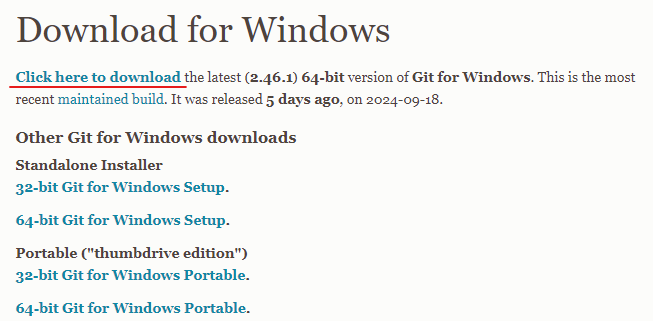 Download for Windows
Click here to download the latest (2.46.1) 64-bit version of Git for Windows. This is the most
recent maintained build. It was released 5 days ago, on 2024-09-18.
Other Git for Windows downloads
Standalone Installer
32-bit Git for Windows Setup.
64-bit Git for Windows Setup.
Portable ("thumbdrive edition")
32-bit Git for Windows Portable.
64-bit Git for Windows Portable.